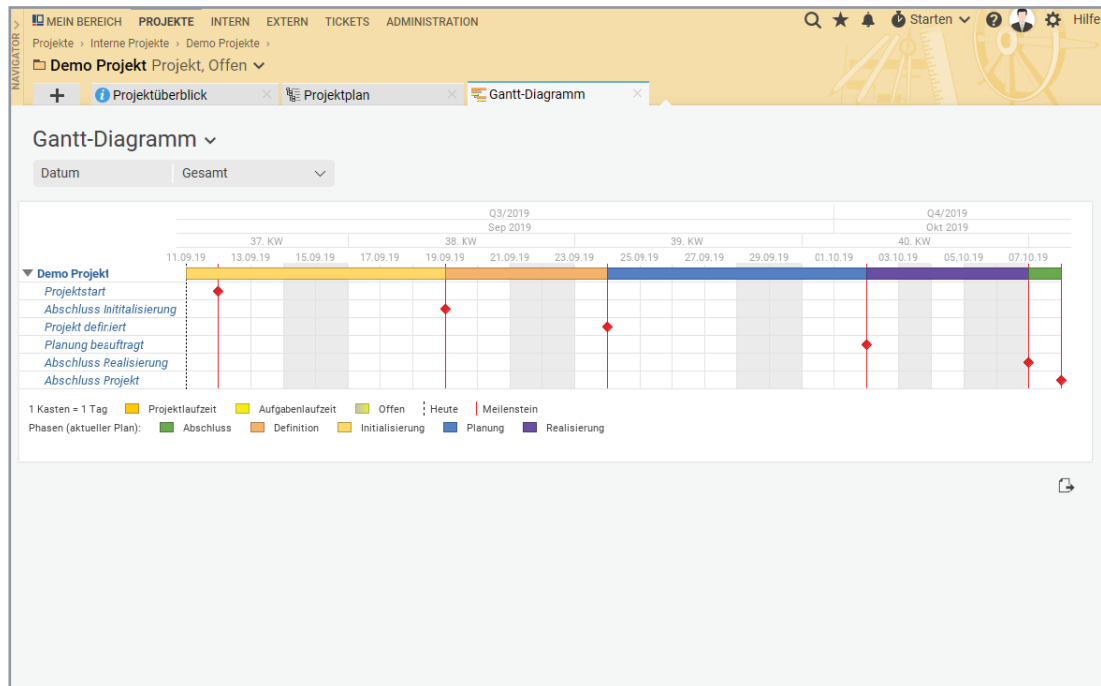 MEIN BEREICH PROJEKTE INTERN EXTERN TICKETS ADMINISTRATION Starten Hilfe
NAVIGATOR
Projekte › Interne Projekte › Demo Projekte ›
Demo Projekt Projekt, Offen
+ Projektüberblick Projektplan Gantt-Diagramm
Gantt-Diagramm
Datum Gesamt
Q3/2019 Q4/2019
Sep 2019 Okt 2019
37. KW 38. KW 39. KW 40. KW
11.09.19 13.09.19 15.09.19 17.09.19 19.09.19 21.09.19 23.09.19 25.09.19 27.09.19 29.09.19 01.10.19 03.10.19 05.10.19 07.10.19
Demo Projekt
Projektstart
Abschluss Inititalisierung
Projekt definiert
Planung beauftragt
Abschluss Realisierung
Abschluss Projekt
1 Kasten = 1 Tag Projektlaufzeit Aufgabenlaufzeit Offen Heute Meilenstein
Phasen (aktueller Plan): Abschluss Definition Initialisierung Planung Realisierung